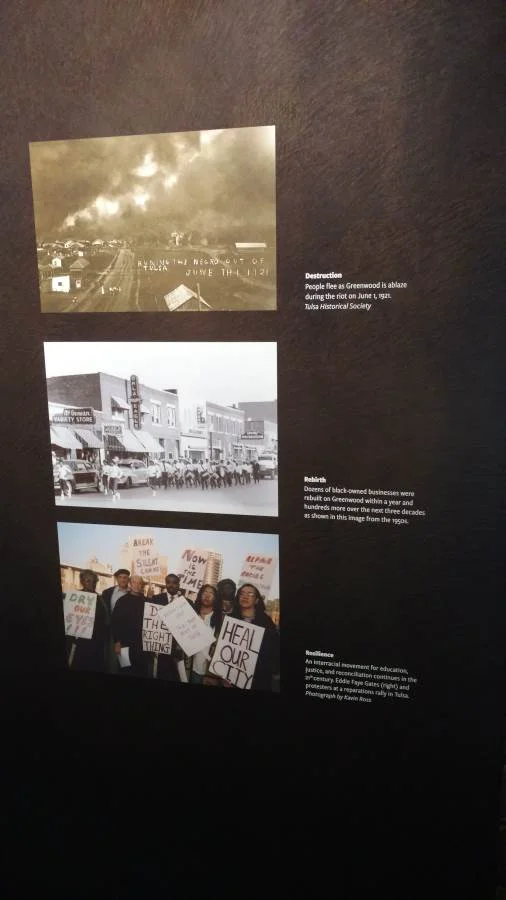 RUNING THE NEGRO OUT OF
TULSA
JUNE TH 1 1921
Destruction
People flee as Greenwood is ablaze
during the riot on June 1, 1921.
Tulsa Historical Society
VARIETY STORE
Rebirth
Dozens of black-owned businesses were
rebuilt on Greenwood within a year and
hundreds more over the next three decades
as shown in this image from the 1950s.
BREAK
THE
SILENT
NOW
IS THE
TIME
REPAIR
THE
DRY
OUR
EYES
!!!
DO
THE
RIGHT
THING
HEAL
OUR
CITY
Resilience
An interracial movement for education,
justice, and reconciliation continues in the
21st century. Eddie Faye Gates (right) and
protesters at a reparations rally in Tulsa.
Photograph by Kavin Ross